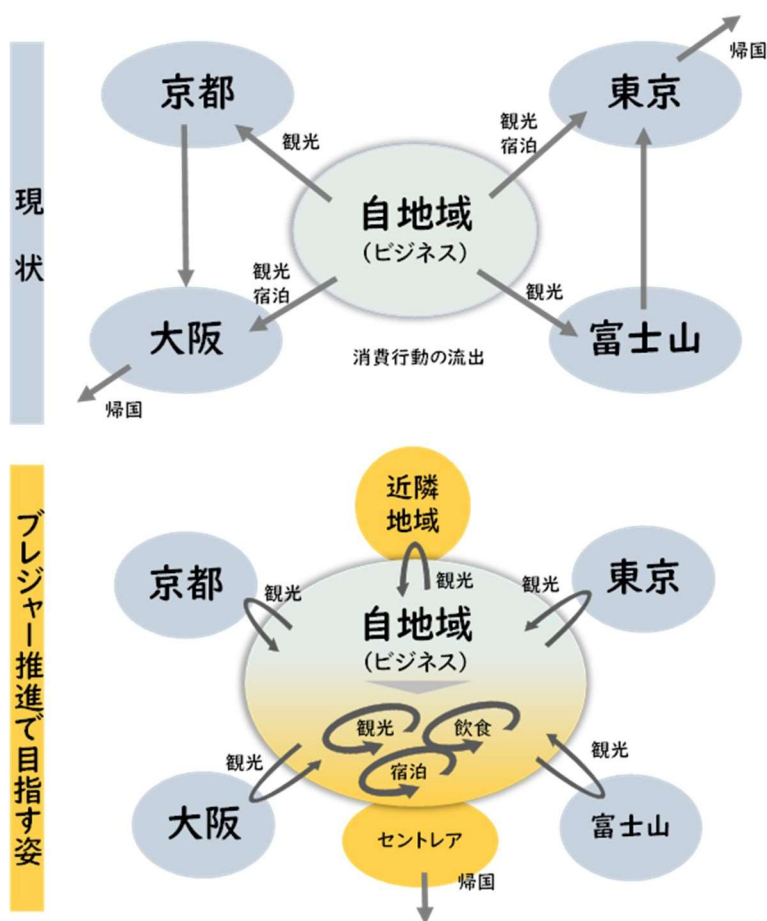 現状
京都
東京
帰国
観光
観光
宿泊
自地域
(ビジネス)
観光
宿泊
観光
大阪
富士山
消費行動の流出
帰国
ブレジャー推進で目指す姿
近隣
地域
京都
観光
観光
観光
東京
自地域
(ビジネス)
観光
飲食
宿泊
観光
観光
大阪
富士山
セントレア
帰国